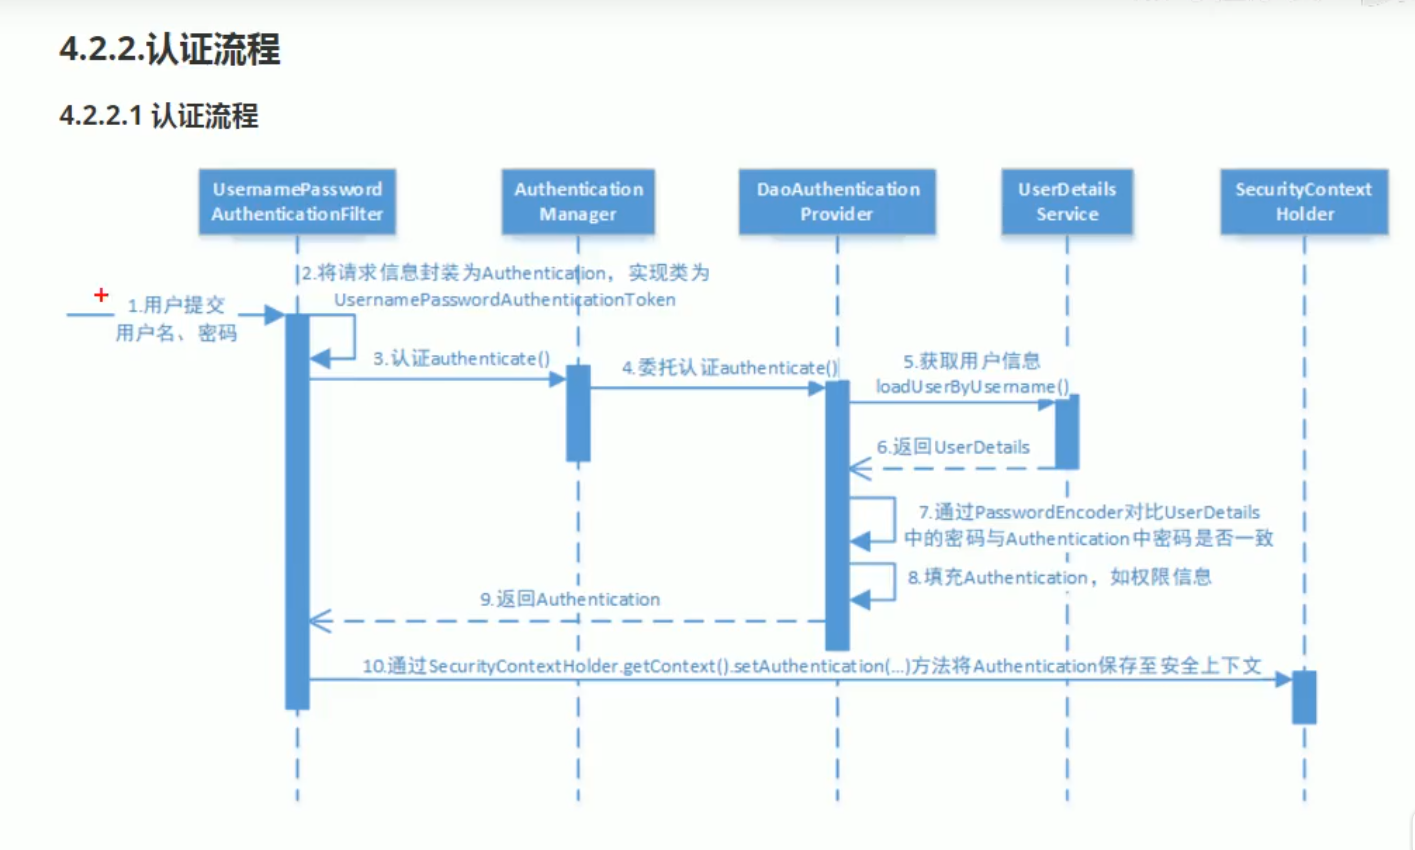 4.2.2.认证流程
4.2.2.1 认证流程
UsernamePassword
AuthenticationFilter
Authentication
Manager
DaoAuthentication
Provider
UserDetails
Service
SecurityContext
Holder
1.用户提交
用户名、密码
2.将请求信息封装为Authentication，实现类为
UsernamePasswordAuthenticationToken
3.认证authenticate()
4.委托认证authenticate()
5.获取用户信息
loadUserByUsername()
6.返回UserDetails
7.通过PasswordEncoder对比UserDetails
中的密码与Authentication中密码是否一致
8.填充Authentication，如权限信息
9.返回Authentication
10.通过SecurityContextHolder.getContext().setAuthentication(...)方法将Authentication保存至安全上下文